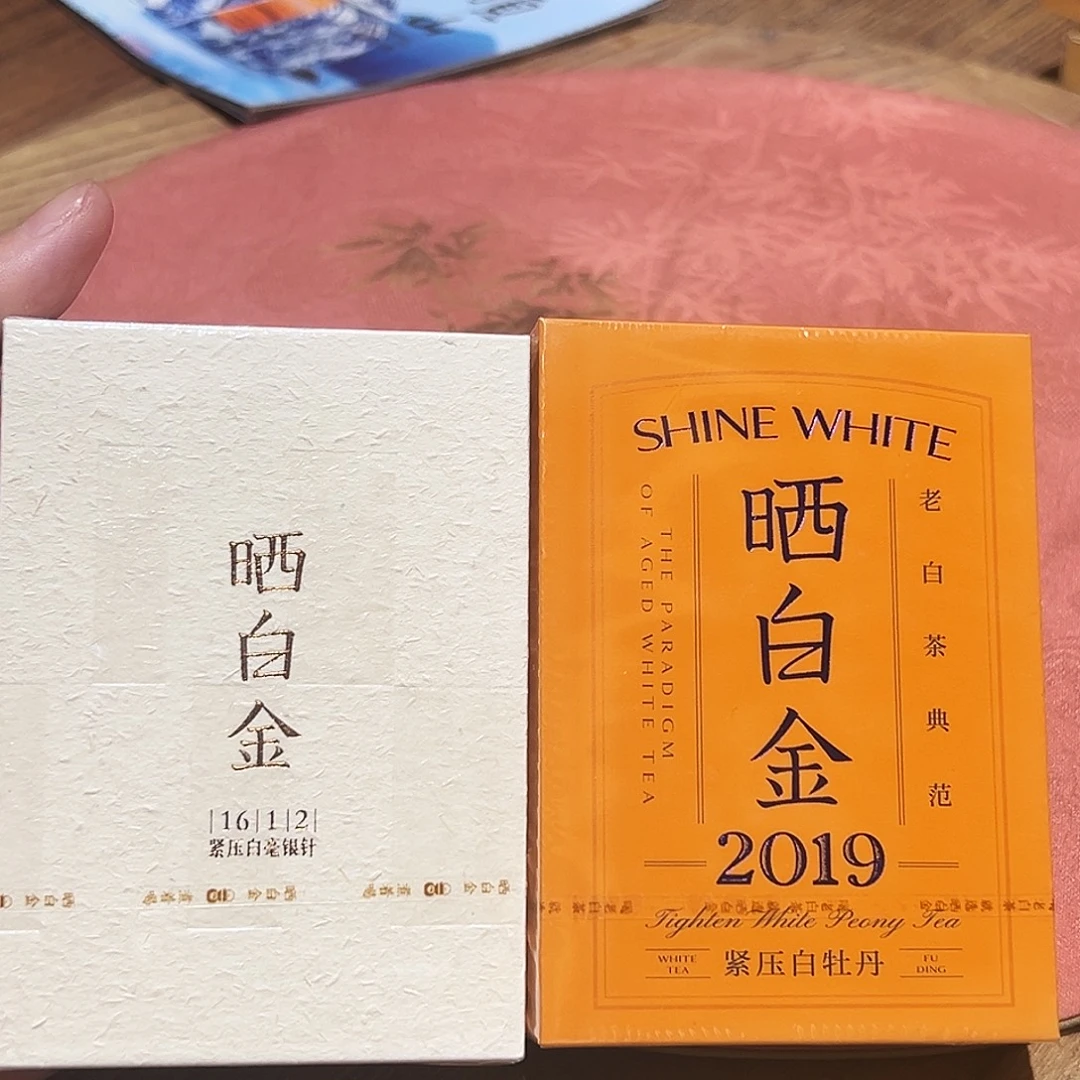 晒白金
|16|1|2|
紧压白毫银针
SHINE WHITE
THE PARADIGM
OF AGED WHITE TEA
晒白金
老白茶典范
2019
Tighten White Peony Tea
WHITE
TEA
紧压白牡丹
FU
DING